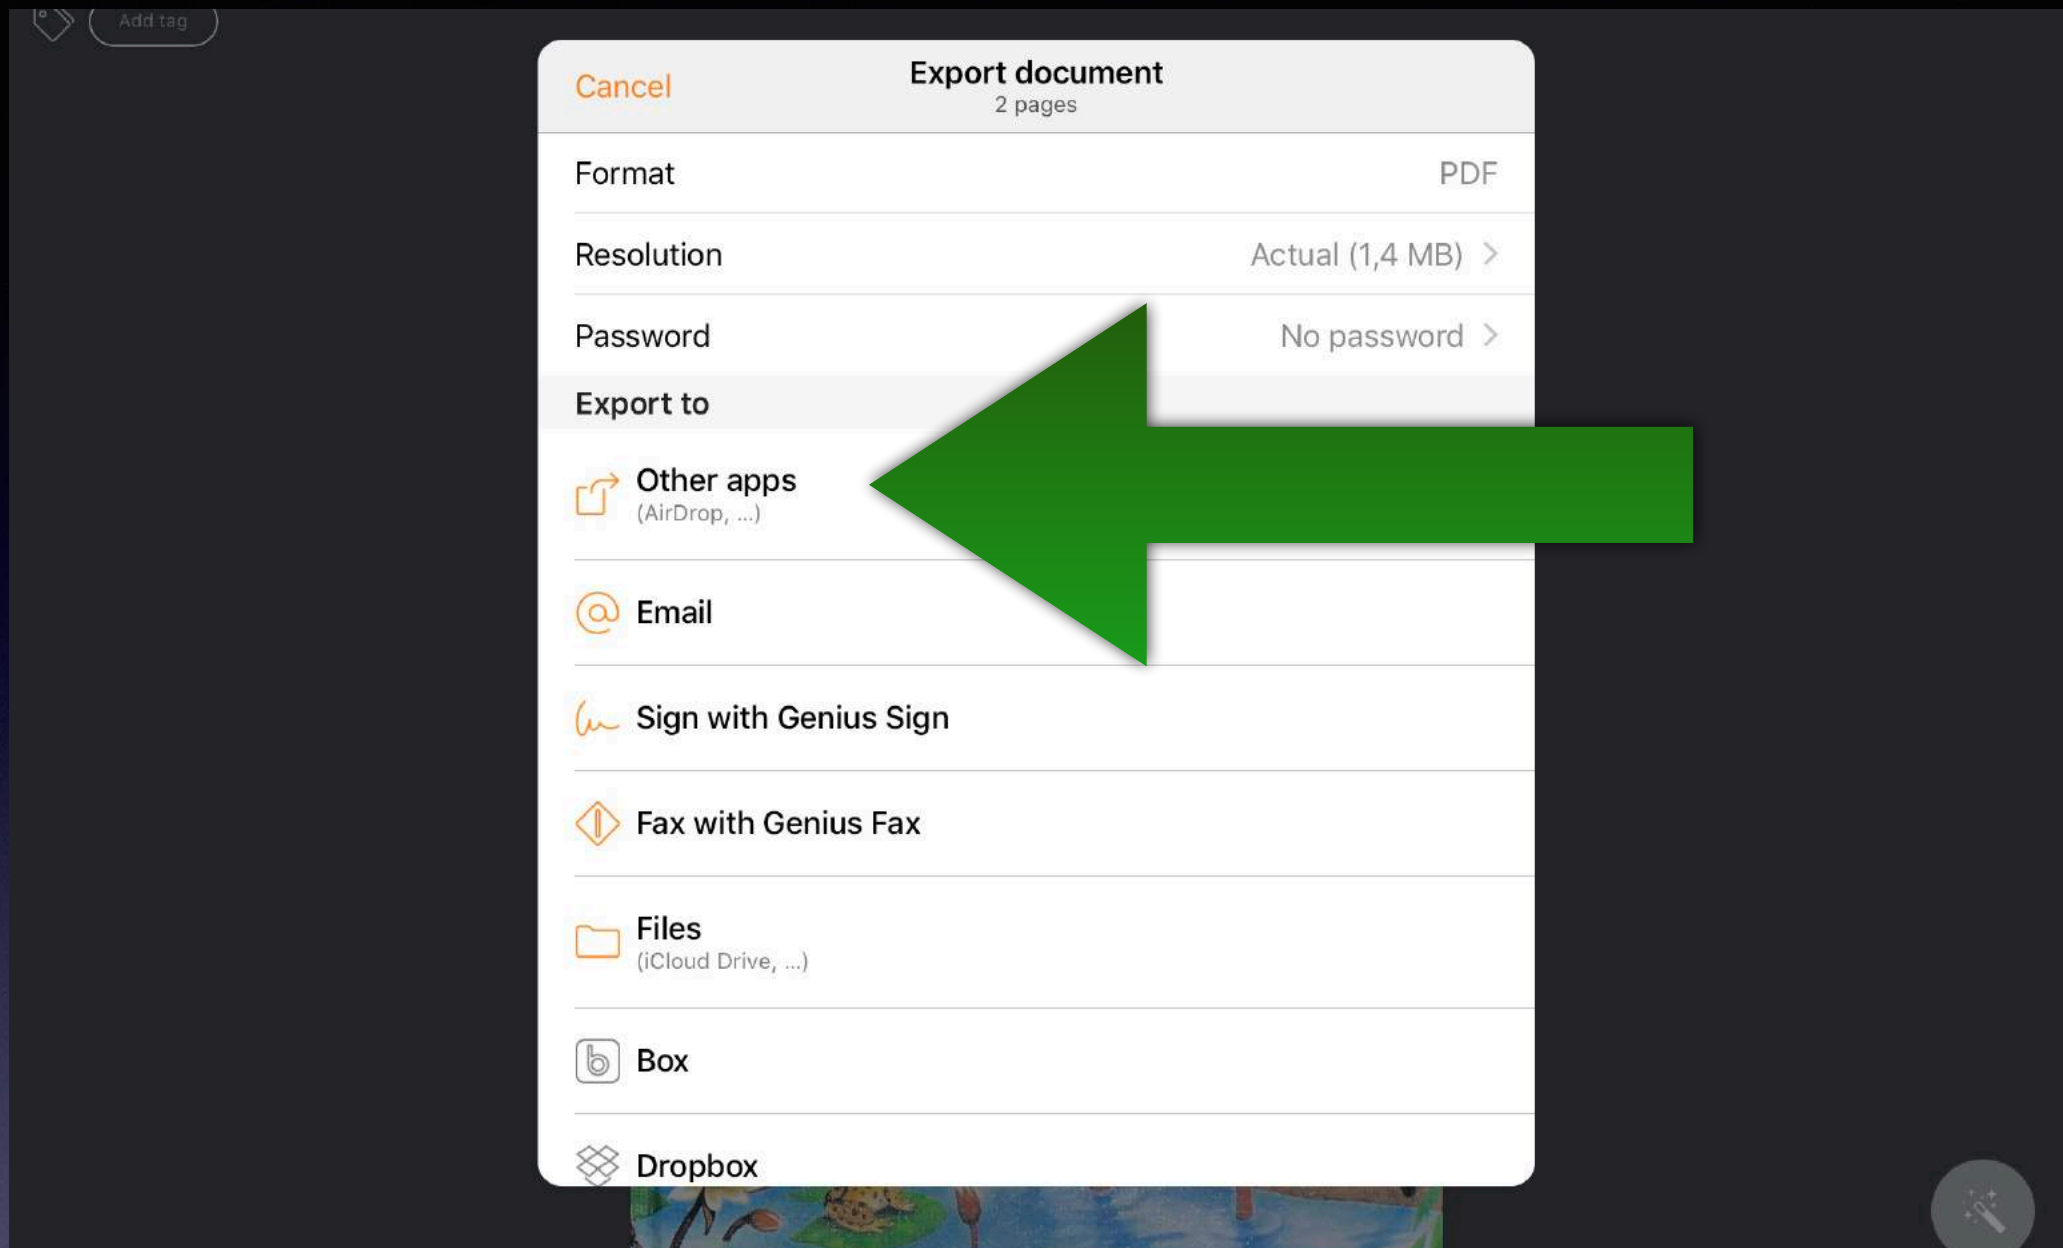 Add tag
Cancel
Export document
2 pages
Format
PDF
Resolution
Actual (1,4 MB)
Password
No password
Export to
Other apps
(AirDrop, ...)
Email
Sign with Genius Sign
Fax with Genius Fax
Files
(iCloud Drive, ...)
Box
Dropbox